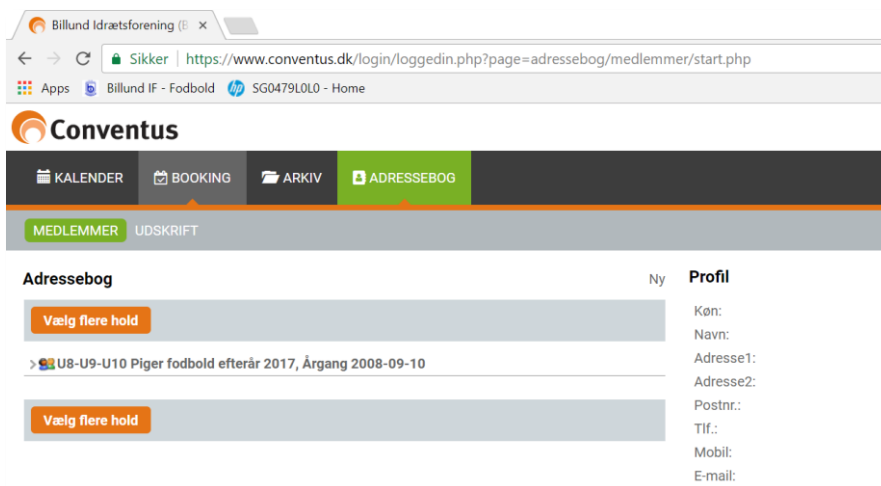 Billund Idrætsforening (B
Sikker https://www.conventus.dk/login/loggedin.php?page=adressebog/medlemmer/start.php
Apps Billund IF - Fodbold SG0479L0L0 - Home
Conventus
KALENDER BOOKING ARKIV ADRESSEBOG
MEDLEMMER UDSKRIFT
Adressebog Ny
Vælg flere hold
U8-U9-U10 Piger fodbold efterår 2017, Årgang 2008-09-10
Vælg flere hold
Profil
Køn:
Navn:
Adresse1:
Adresse2:
Postnr.:
Tlf.:
Mobil:
E-mail: